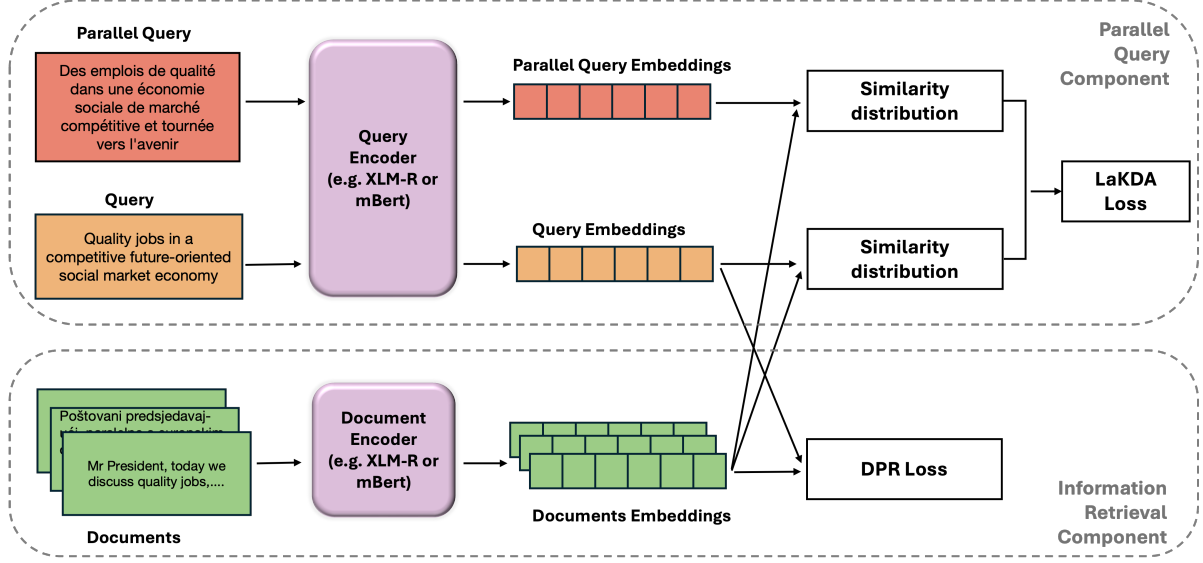 Parallel Query
Des emplois de qualité
dans une économie
sociale de marché
compétitive et tournée
vers l'avenir
Query
Quality jobs in a
competitive future-oriented
social market economy
Query
Encoder
(e.g. XLM-R or
mBert)
Parallel Query Embeddings
Query Embeddings
Similarity
distribution
Similarity
distribution
LaKDA
Loss
Parallel
Query
Component
Poštovani predsjedavaj-
Mr President, today we
discuss quality jobs,....
Documents
Document
Encoder
(e.g. XLM-R or
mBert)
Documents Embeddings
DPR Loss
Information
Retrieval
Component